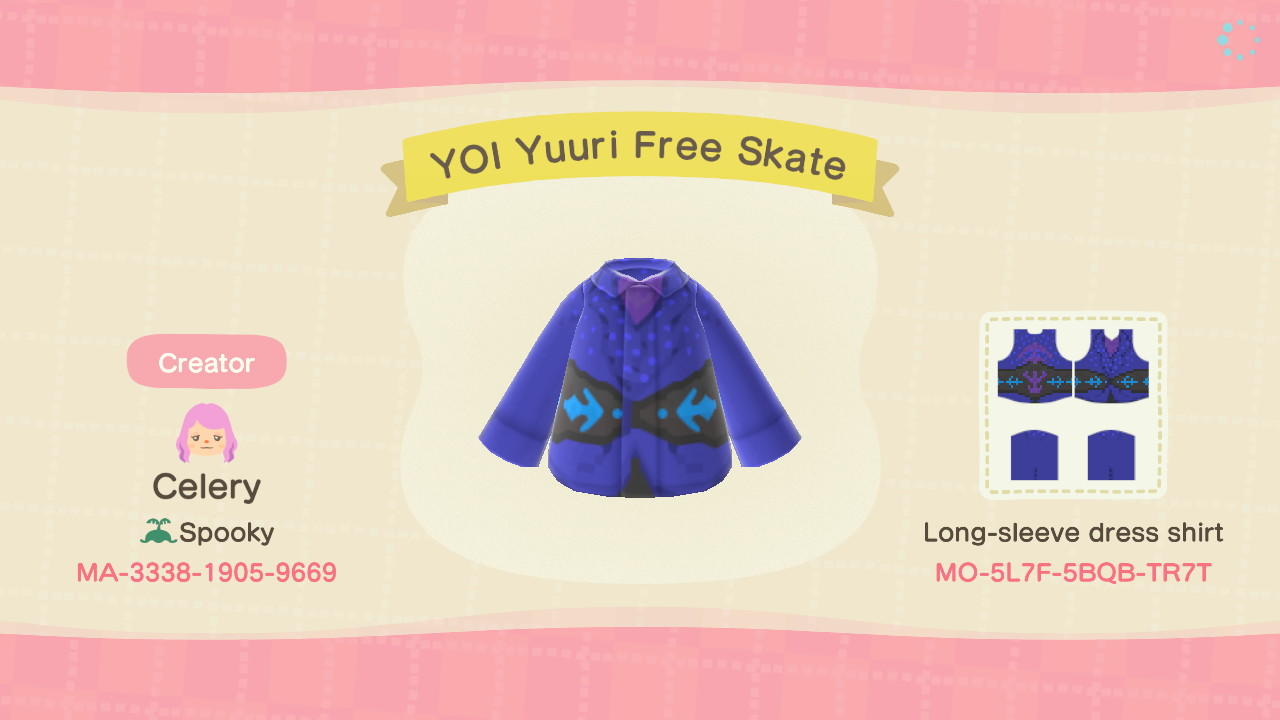 YOI Yuuri Free Skate
Creator
Celery
Spooky
MA-3338-1905-9669
Long-sleeve dress shirt
MO-5L7F-5BQB-TR7T